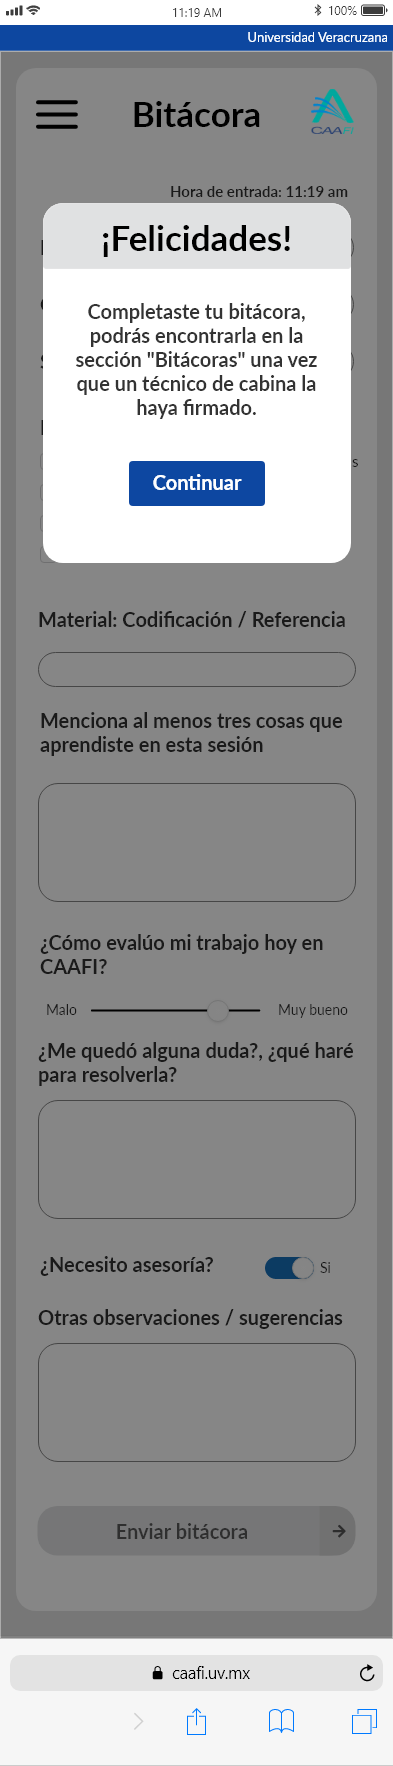 11:19 AM
100%
Universidad Veracruzana
Bitácora
CAAFI
Hora de entrada: 11:19 am
¡Felicidades!
Completaste tu bitácora,
podrás encontrarla en la
sección "Bitácoras" una vez
que un técnico de cabina la
haya firmado.
Continuar
Material: Codificación / Referencia
Menciona al menos tres cosas que
aprendiste en esta sesión
¿Cómo evalúo mi trabajo hoy en
CAAFI?
Malo
Muy bueno
¿Me quedó alguna duda?, ¿qué haré
para resolverla?
¿Necesito asesoría?
Si
Otras observaciones / sugerencias
Enviar bitácora
caafi.uv.mx